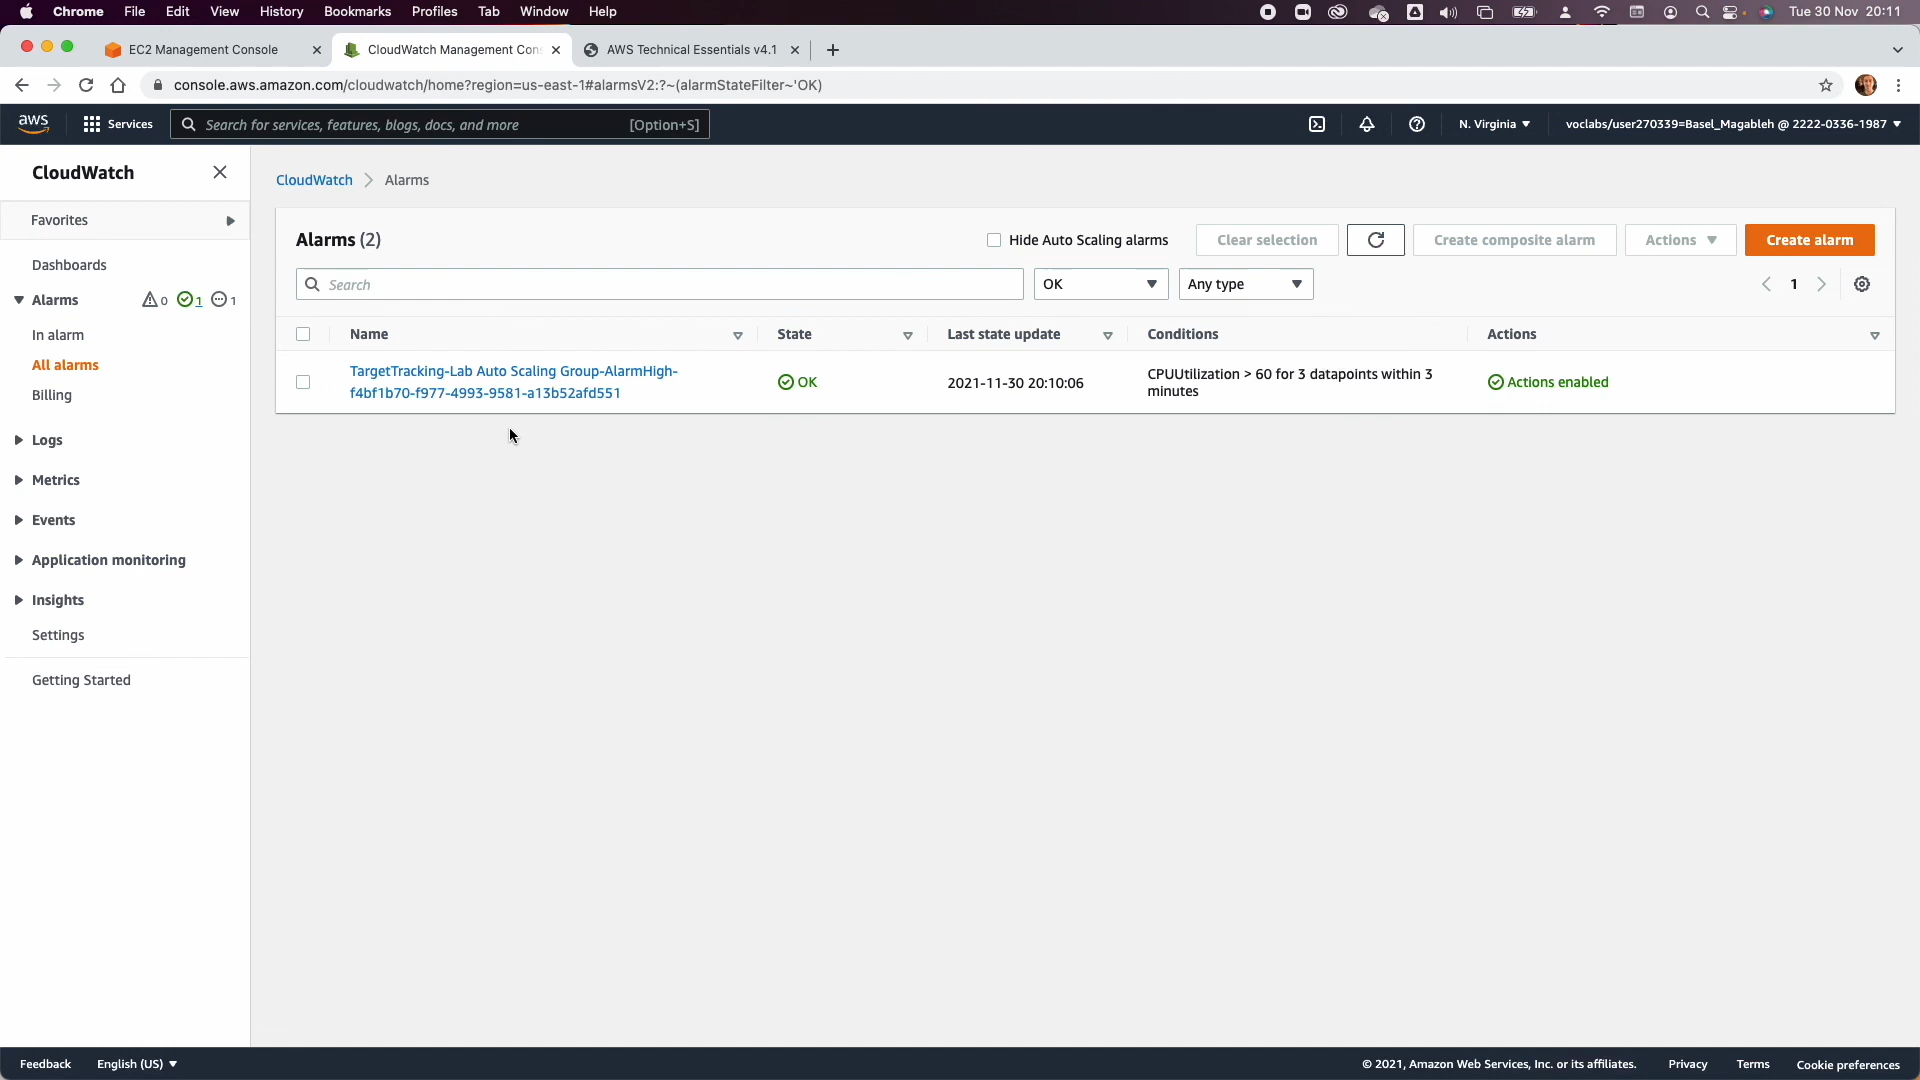 Chrome File Edit View History Bookmarks Profiles Tab Window Help Tue 30 Nov 20:11
EC2 Management Console CloudWatch Management Con AWS Technical Essentials v4.1
console.aws.amazon.com/cloudwatch/home?region=us-east-1#alarmsV2:?~(alarmStateFilter~'OK)
aws Services Search for services, features, blogs, docs, and more [Option+S] N. Virginia voclabs/user270339=Basel_Magableh @ 2222-0336-1987
CloudWatch
Favorites
Dashboards
Alarms 0 1 1
In alarm
All alarms
Billing
Logs
Metrics
Events
Application monitoring
Insights
Settings
Getting Started
CloudWatch > Alarms
Alarms (2) Hide Auto Scaling alarms Clear selection Create composite alarm Actions Create alarm
Search OK Any type 1
Name State Last state update Conditions Actions
TargetTracking-Lab Auto Scaling Group-AlarmHigh-
f4bf1b70-f977-4993-9581-a13b52afd551
OK
2021-11-30 20:10:06
CPUUtilization > 60 for 3 datapoints within 3
minutes
Actions enabled
Feedback English (US) © 2021, Amazon Web Services, Inc. or its affiliates. Privacy Terms Cookie preferences